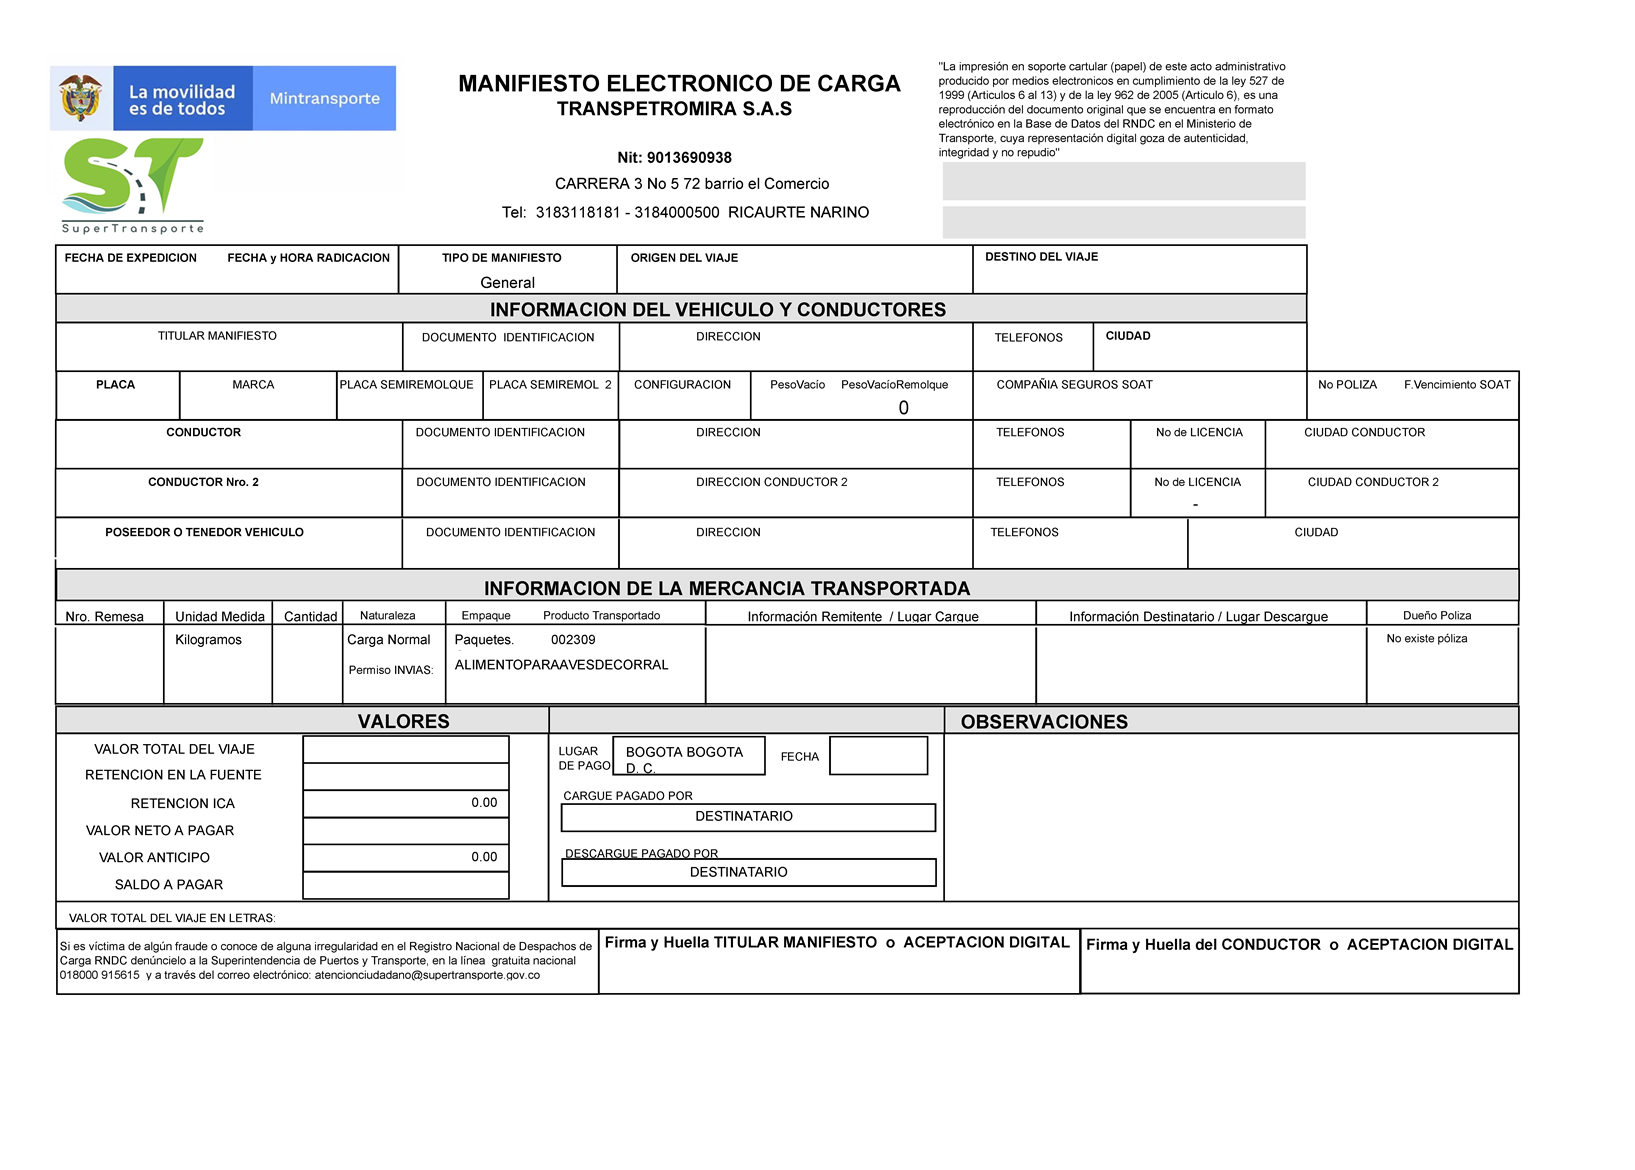 La movilidad
es de todos
Mintransporte
ST
SuperTransporte
MANIFIESTO ELECTRONICO DE CARGA
TRANSPETROMIRA S.A.S
Nit: 9013690938
CARRERA 3 No 5 72 barrio el Comercio
Tel: 3183118181 - 3184000500 RICAURTE NARINO
"La impresión en soporte cartular (papel) de este acto administrativo
producido por medios electronicos en cumplimiento de la ley 527 de
1999 (Articulos 6 al 13) y de la ley 962 de 2005 (Articulo 6), es una
reproducción del documento original que se encuentra en formato
electrónico en la Base de Datos del RNDC en el Ministerio de
Transporte, cuya representación digital goza de autenticidad,
integridad y no repudio"
FECHA DE EXPEDICION FECHA y HORA RADICACION TIPO DE MANIFIESTO ORIGEN DEL VIAJE DESTINO DEL VIAJE
General
INFORMACION DEL VEHICULO Y CONDUCTORES
TITULAR MANIFIESTO DOCUMENTO IDENTIFICACION DIRECCION TELEFONOS CIUDAD
PLACA MARCA PLACA SEMIREMOLQUE PLACA SEMIREMOL 2 CONFIGURACION PesoVacio PesoVacioRemolque COMPAÑIA SEGUROS SOAT No POLIZA F.Vencimiento SOAT
0
CONDUCTOR DOCUMENTO IDENTIFICACION DIRECCION TELEFONOS No de LICENCIA CIUDAD CONDUCTOR
CONDUCTOR Nro. 2 DOCUMENTO IDENTIFICACION DIRECCION CONDUCTOR 2 TELEFONOS No de LICENCIA CIUDAD CONDUCTOR 2
-
POSEEDOR O TENEDOR VEHICULO DOCUMENTO IDENTIFICACION DIRECCION TELEFONOS CIUDAD
INFORMACION DE LA MERCANCIA TRANSPORTADA
Nro. Remesa Unidad Medida Cantidad Naturaleza Empaque Producto Transportado Información Remitente / Lugar Cargue Información Destinatario / Lugar Descargue Dueño Poliza
Kilogramos Carga Normal Paquetes. 002309 No existe póliza
Permiso INVIAS: ALIMENTOPARAAVESDECORRAL
VALORES OBSERVACIONES
VALOR TOTAL DEL VIAJE
RETENCION EN LA FUENTE
RETENCION ICA 0.00
VALOR NETO A PAGAR
VALOR ANTICIPO 0.00
SALDO A PAGAR
LUGAR
DE PAGO
BOGOTA BOGOTA
D. C.
FECHA
CARGUE PAGADO POR
DESTINATARIO
DESCARGUE PAGADO POR
DESTINATARIO
VALOR TOTAL DEL VIAJE EN LETRAS:
Si es víctima de algún fraude o conoce de alguna irregularidad en el Registro Nacional de Despachos de
Carga RNDC denúncielo a la Superintendencia de Puertos y Transporte, en la línea gratuita nacional
018000 915615 y a través del correo electrónico: atencionciudadano@supertransporte.gov.co
Firma y Huella TITULAR MANIFIESTO o ACEPTACION DIGITAL
Firma y Huella del CONDUCTOR o ACEPTACION DIGITAL